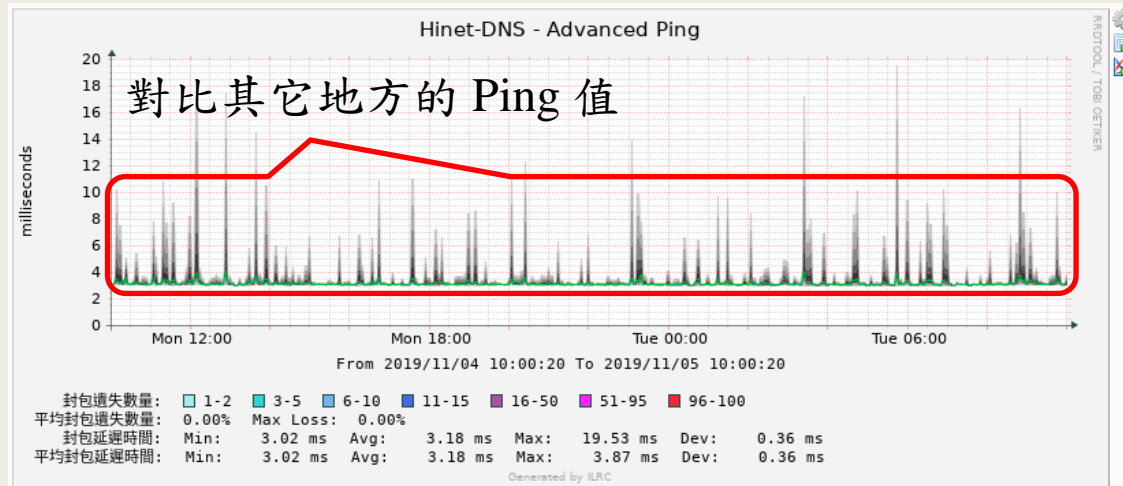 Hinet-DNS - Advanced Ping
對比其它地方的 Ping 值
milliseconds
20
18
16
14
12
10
8
6
4
2
0
Mon 12:00 Mon 18:00 Tue 00:00 Tue 06:00
From 2019/11/04 10:00:20 To 2019/11/05 10:00:20
封包遺失數量: 1-2 3-5 6-10 11-15 16-50 51-95 96-100
平均封包遺失數量: 0.00% Max Loss: 0.00%
封包延遲時間: Min: 3.02 ms Avg: 3.18 ms Max: 19.53 ms Dev: 0.36 ms
平均封包延遲時間: Min: 3.02 ms Avg: 3.18 ms Max: 3.87 ms Dev: 0.36 ms
Generated by ILRC
RRDTOOL / TOBI OETIKER